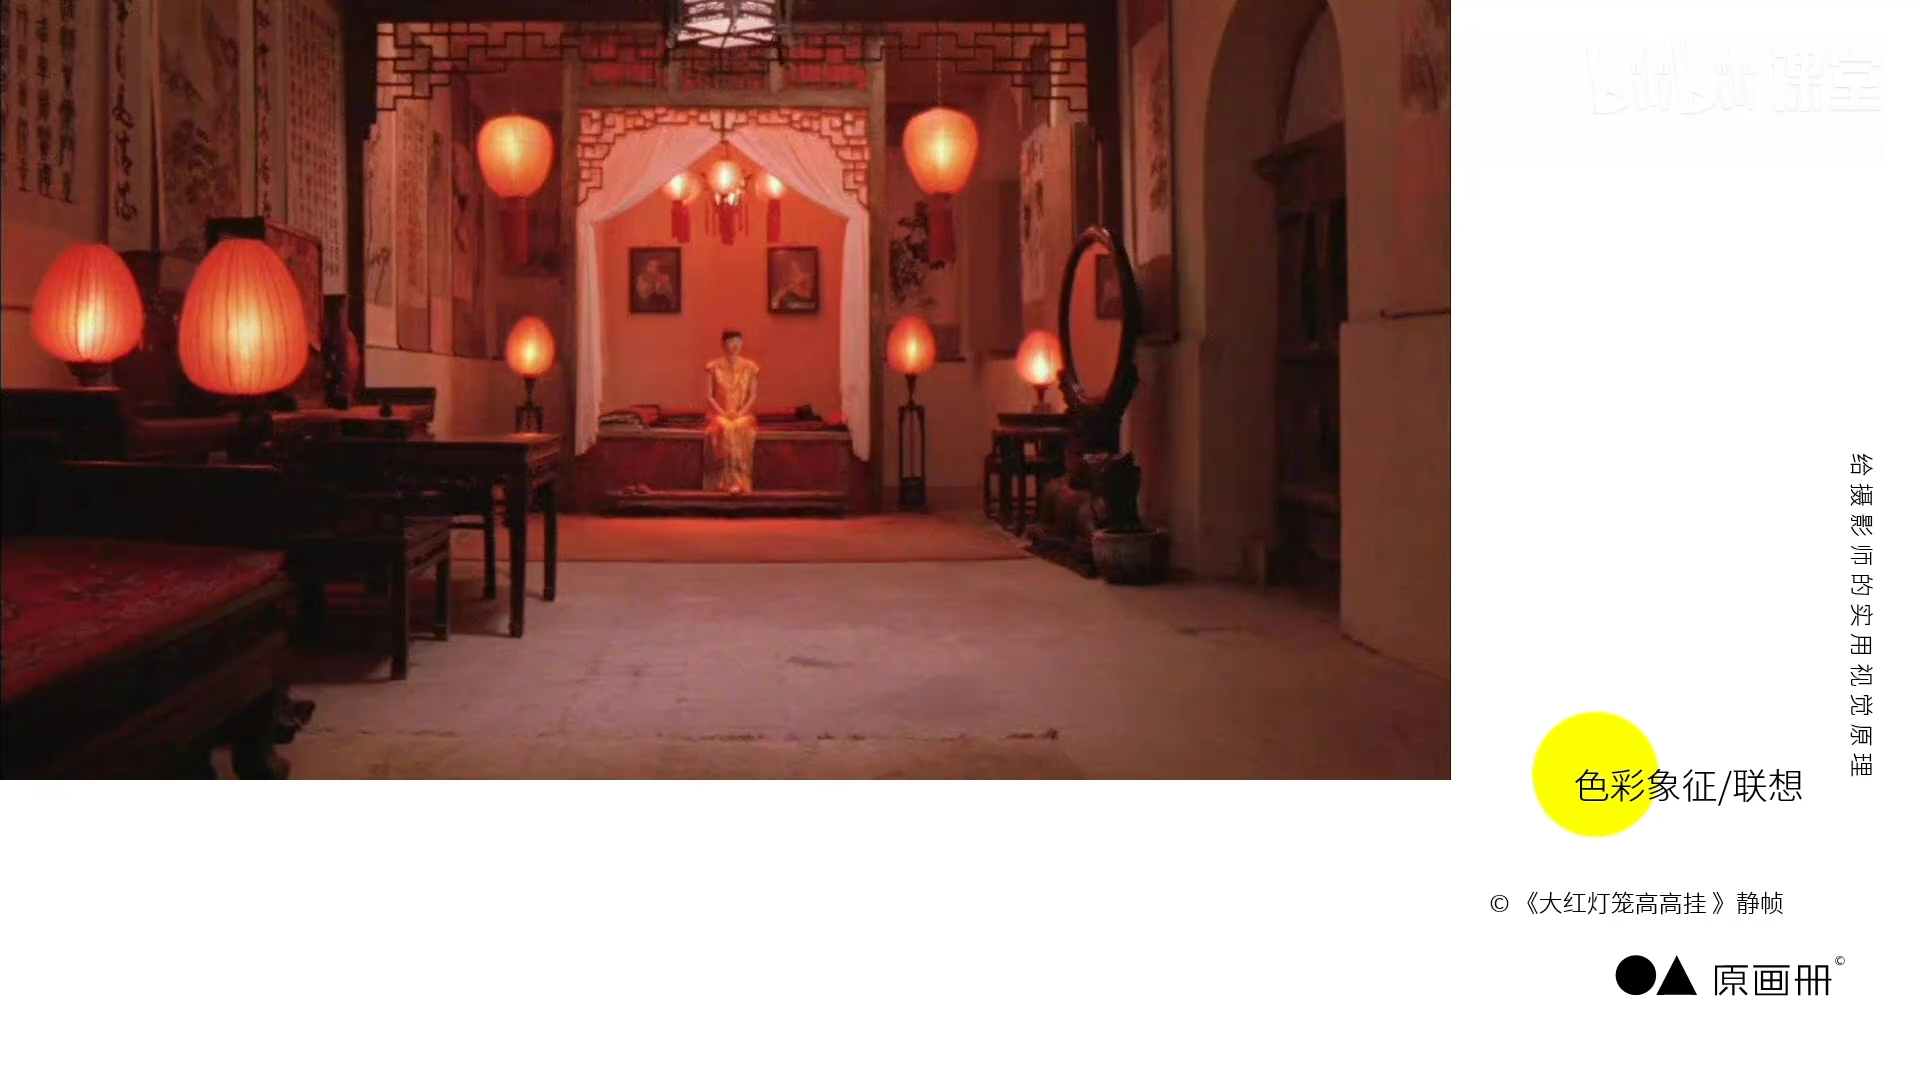 bilibili课堂
给摄影师的实用视觉原理
色彩象征/联想
© 《大红灯笼高高挂 》静帧
原画册©